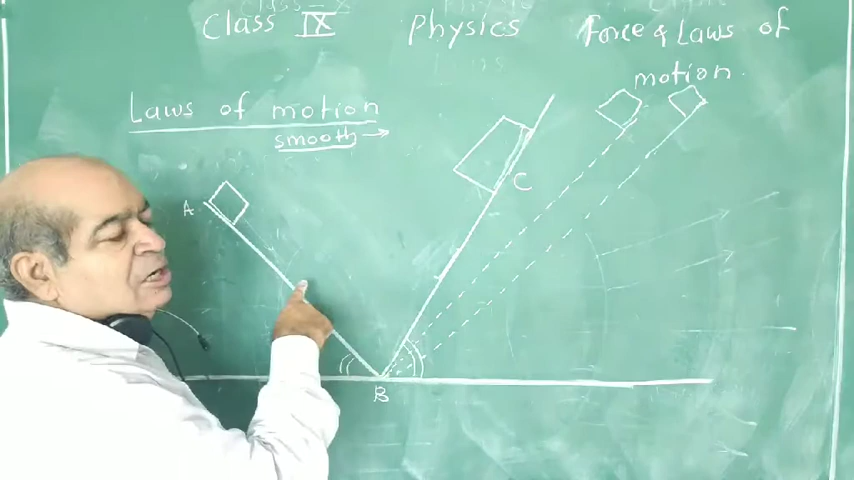 Class IX Physics Force & Laws of
motion.
Laws of motion
smooth
A
C
B